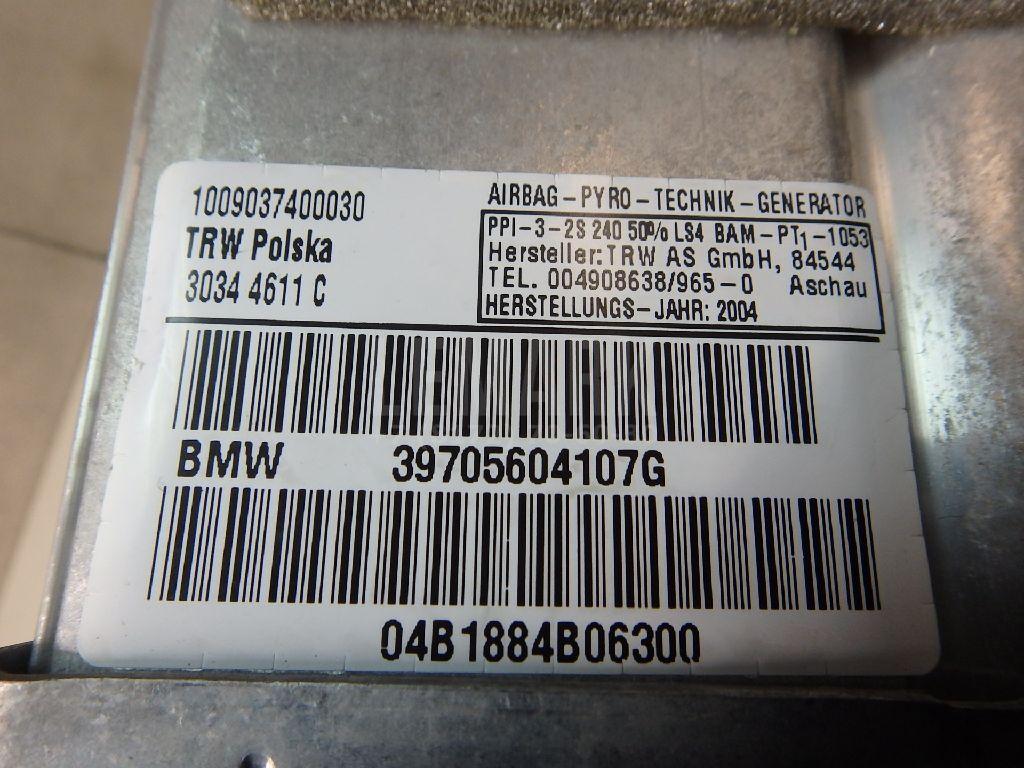 1009037400030
TRW Polska
3034 4611 C
AIRBAG-PYRO-TECHNIK-GENERATOR
PPI-3-2S 240 50% LS4 BAM-PT1-1053
Hersteller:TRW AS GmbH, 84544
TEL. 004908638/965-0 Aschau
HERSTELLUNGS-JAHR: 2004
BMW 39705604107G
04B1884B06300